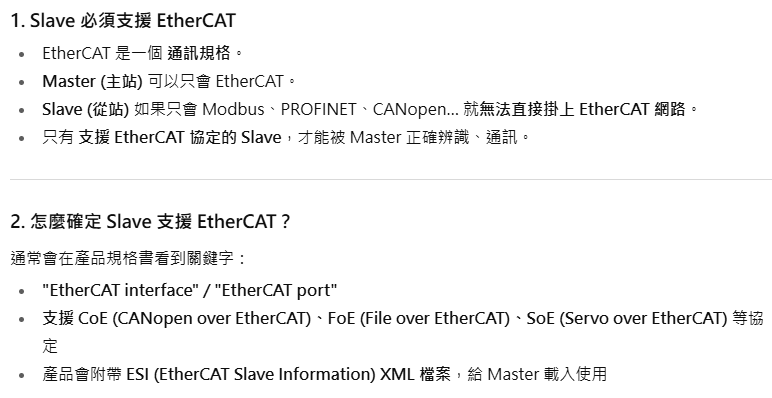 1. Slave 必須支援 EtherCAT
• EtherCAT 是一個 通訊規格。
• Master (主站) 可以只會 EtherCAT。
• Slave (從站) 如果只會 Modbus、PROFINET、CANopen... 就無法直接掛上 EtherCAT 網路。
• 只有 支援 EtherCAT 協定的 Slave，才能被 Master 正確辨識、通訊。
2. 怎麼確定 Slave 支援 EtherCAT？
通常會在產品規格書看到關鍵字：
• "EtherCAT interface" / "EtherCAT port"
• 支援 CoE (CANopen over EtherCAT)、FoE (File over EtherCAT)、SoE (Servo over EtherCAT) 等協
定
• 產品會附帶 ESI (EtherCAT Slave Information) XML 檔案，給 Master 載入使用